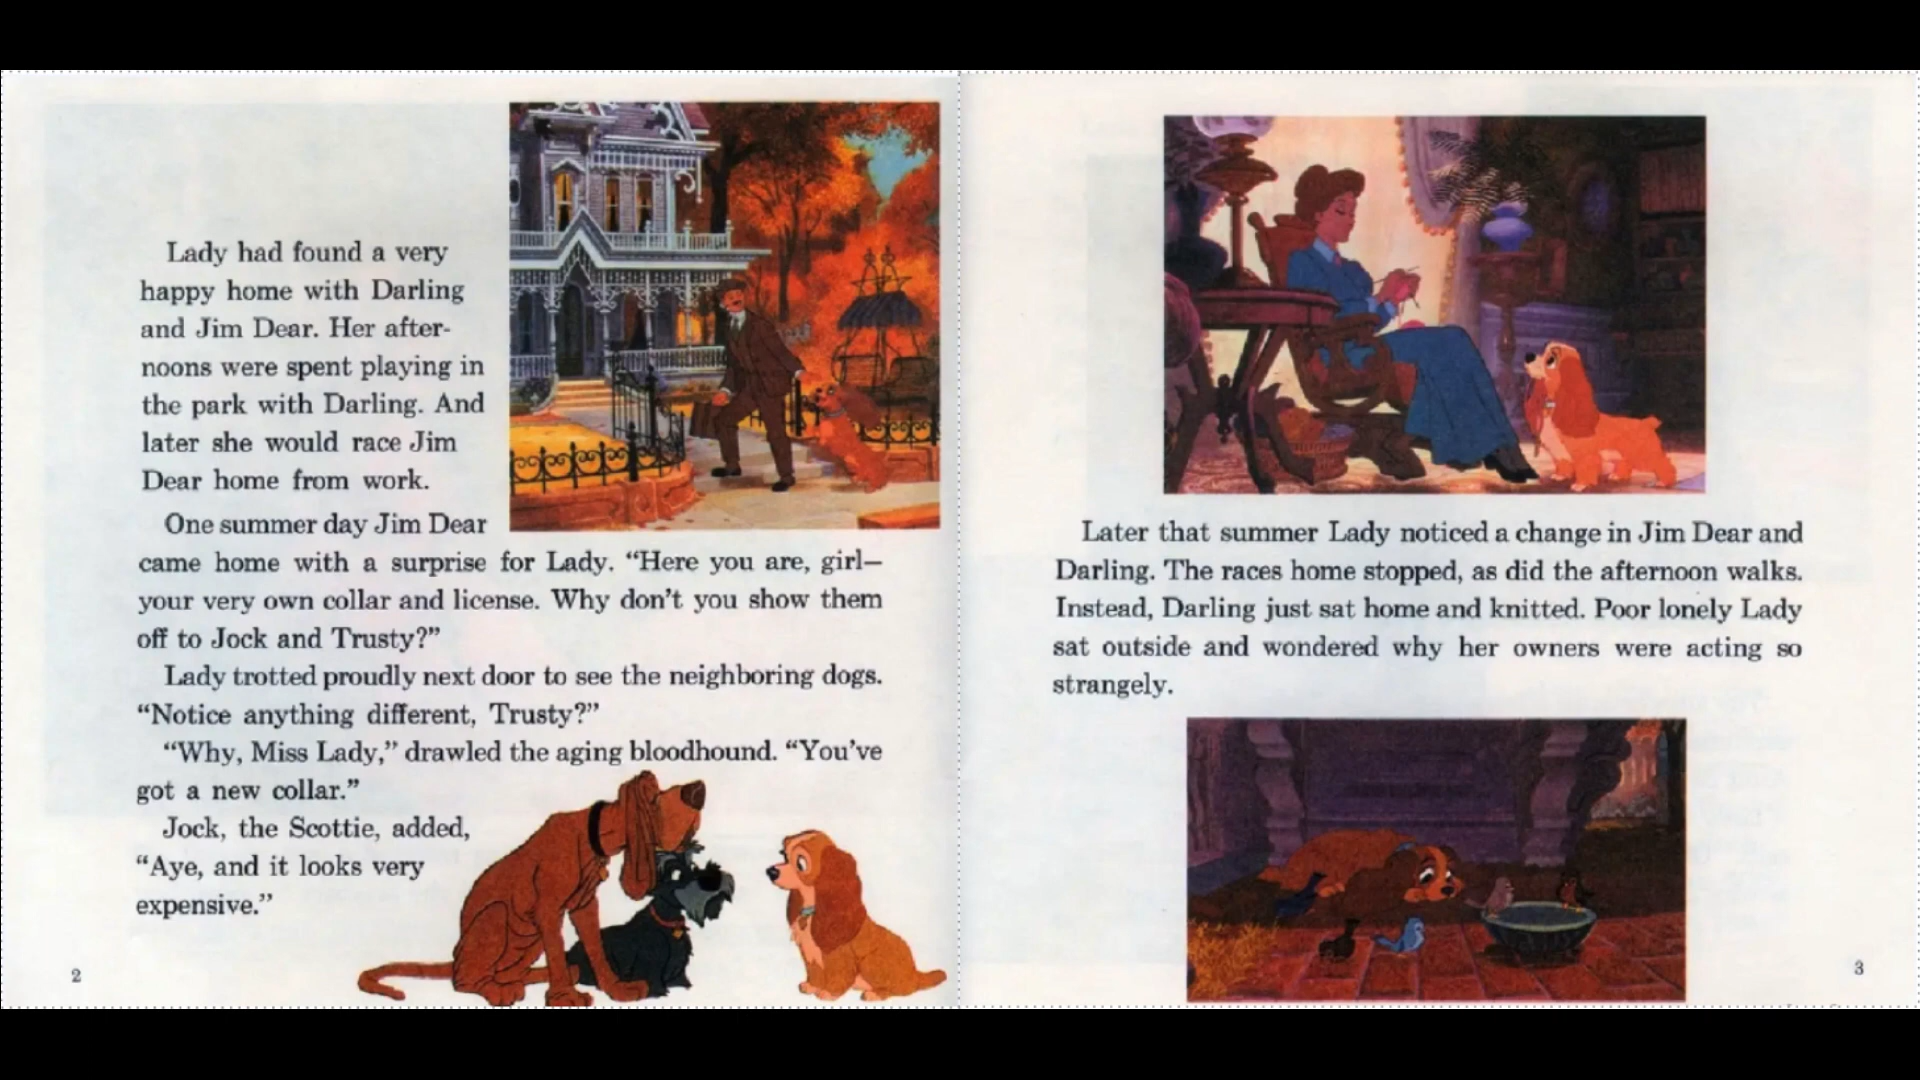 Lady had found a very
happy home with Darling
and Jim Dear. Her after-
noons were spent playing in
the park with Darling. And
later she would race Jim
Dear home from work.
One summer day Jim Dear
came home with a surprise for Lady. “Here you are, girl—
your very own collar and license. Why don’t you show them
off to Jock and Trusty?”
Lady trotted proudly next door to see the neighboring dogs.
“Notice anything different, Trusty?”
“Why, Miss Lady,” drawled the aging bloodhound. “You’ve
got a new collar.”
Jock, the Scottie, added,
“Aye, and it looks very
expensive.”
2
Later that summer Lady noticed a change in Jim Dear and
Darling. The races home stopped, as did the afternoon walks.
Instead, Darling just sat home and knitted. Poor lonely Lady
sat outside and wondered why her owners were acting so
strangely.
3